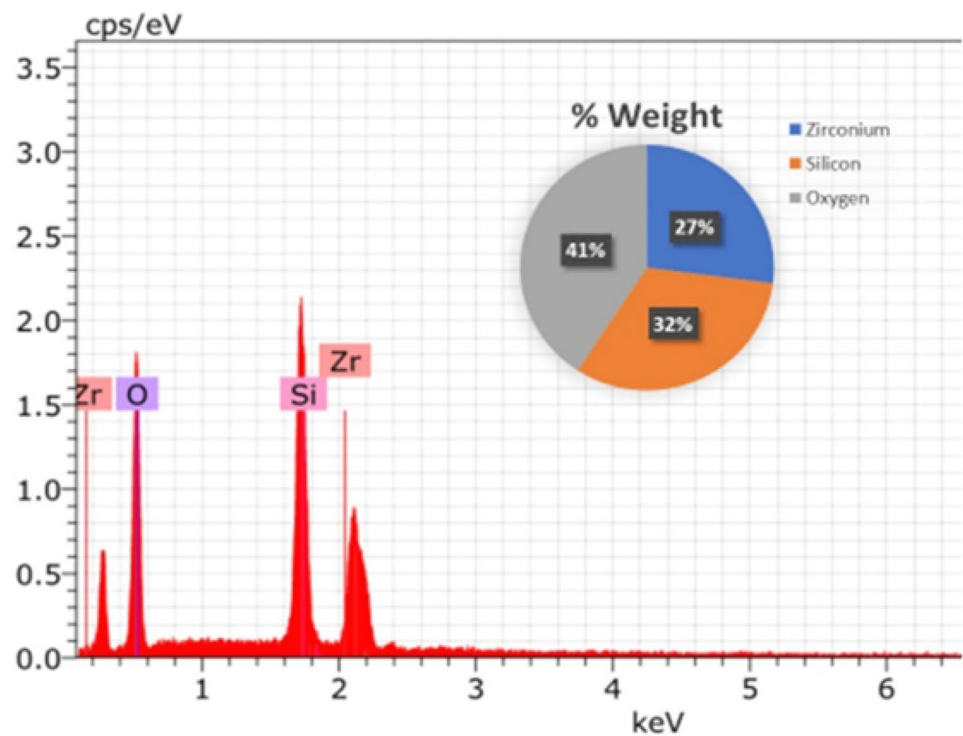 cps/eV
3.5
3.0
2.5
2.0
1.5
1.0
0.5
0.0
1 2 3 4 5 6
keV
Zr
O
Si
Zr
% Weight
Zirconium
Silicon
Oxygen
27%
41%
32%